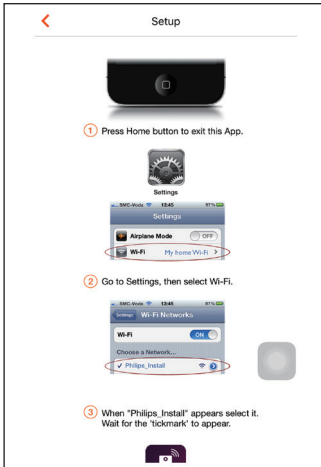 Setup
1 Press Home button to exit this App.
Settings
SMC-Voda 13:45 97%
Settings
Airplane Mode OFF
Wi-Fi My home Wi-Fi
2 Go to Settings, then select Wi-Fi.
SMC-Voda 13:45 97%
Settings Wi-Fi Networks
Wi-Fi ON
Choose a Network...
✓ Philips_Install
3 When "Philips_Install" appears select it.
Wait for the 'tickmark' to appear.